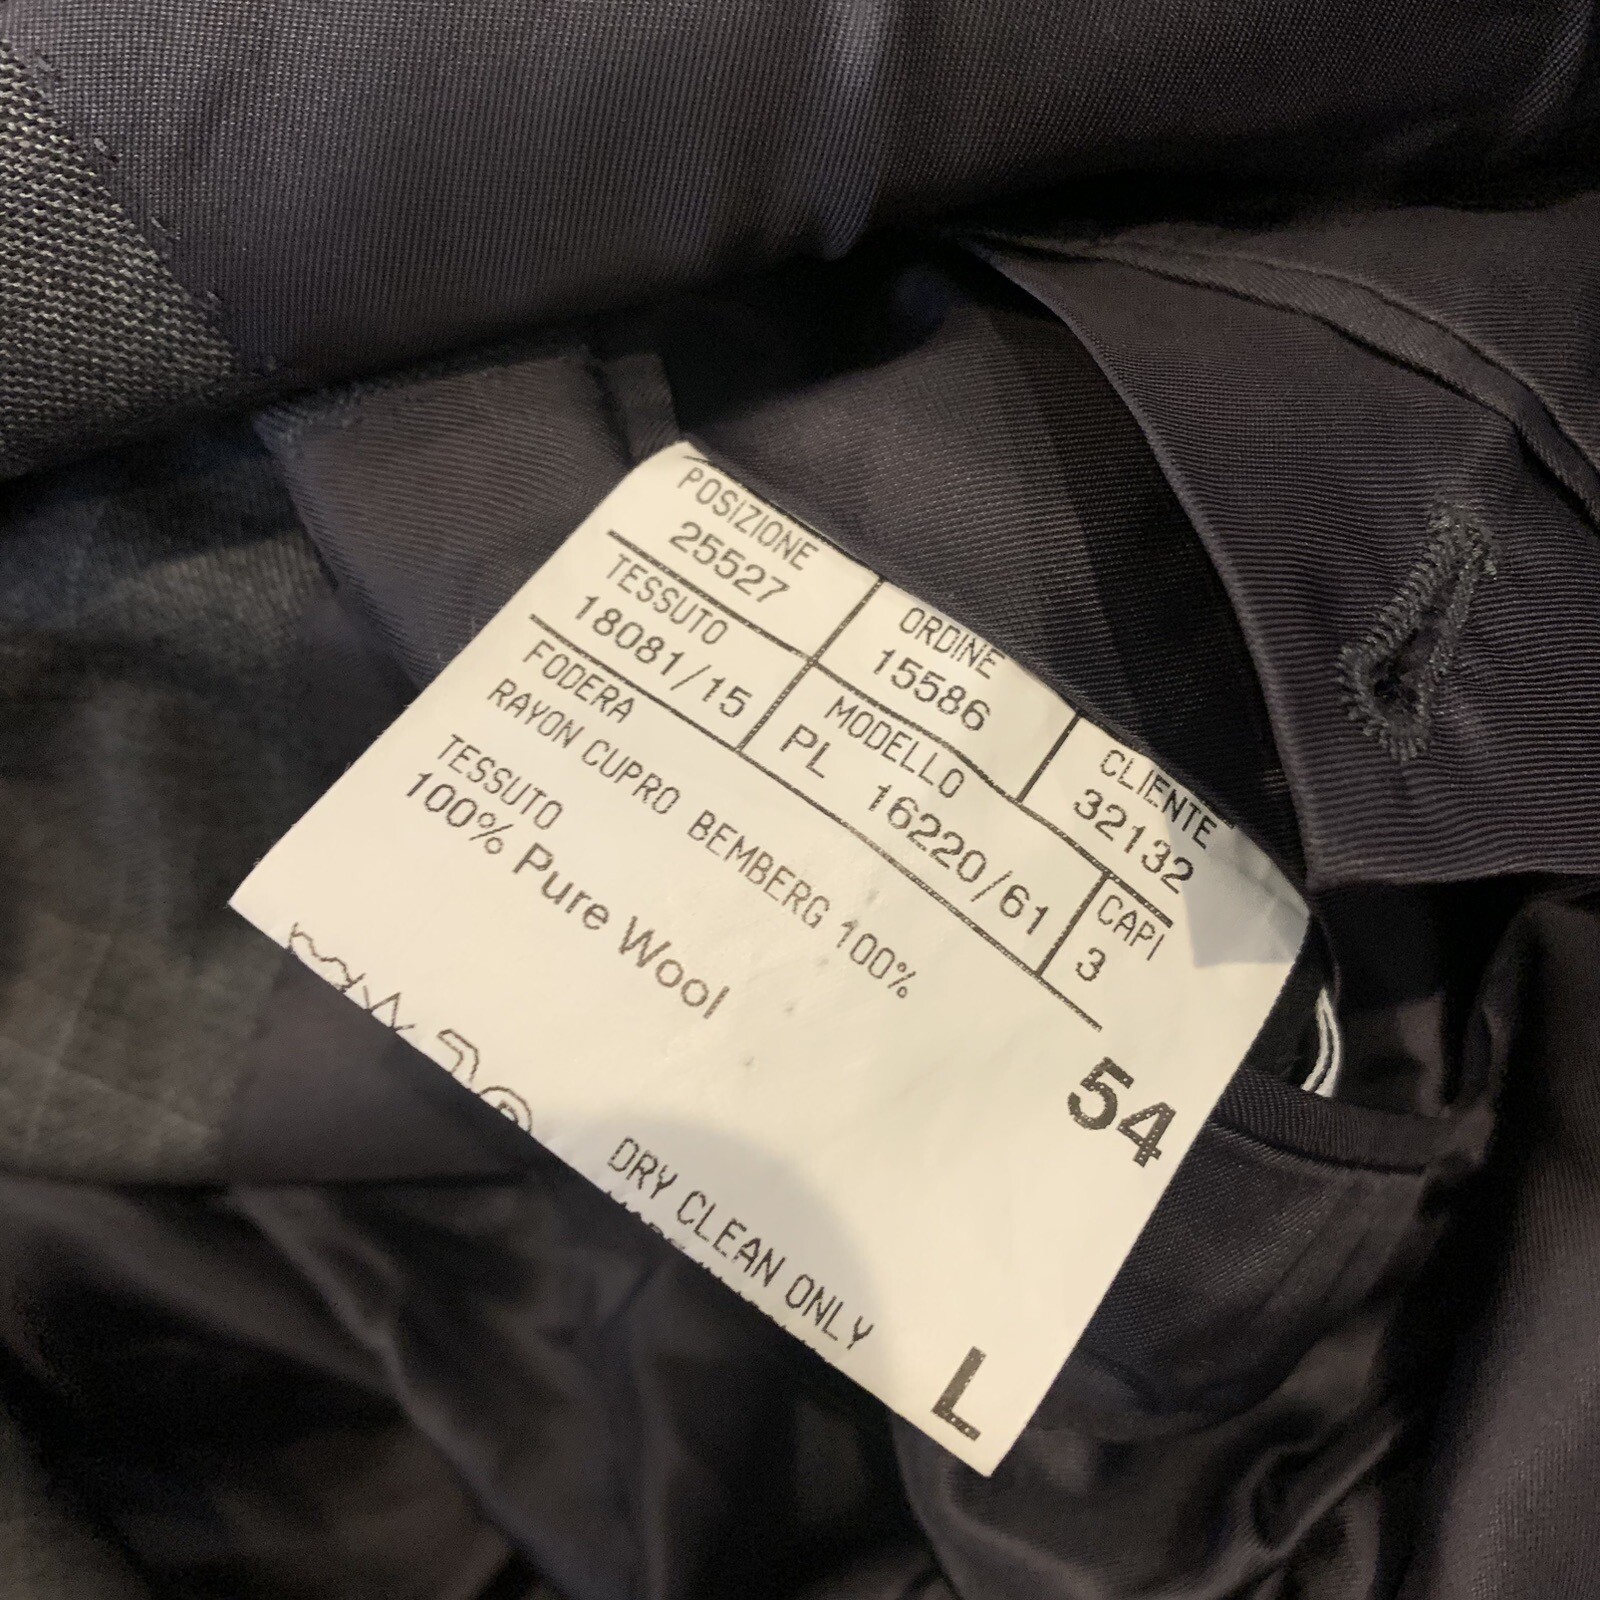 POSIZIONE ORDINE CLIENTE
25527 15586 32132
TESSUTO MODELLO CAPI
18081/15 PL 16220/61 3
FODERA
RAYON CUPRO BEMBERG 100%
TESSUTO
100% Pure Wool
54
DRY CLEAN ONLY
L